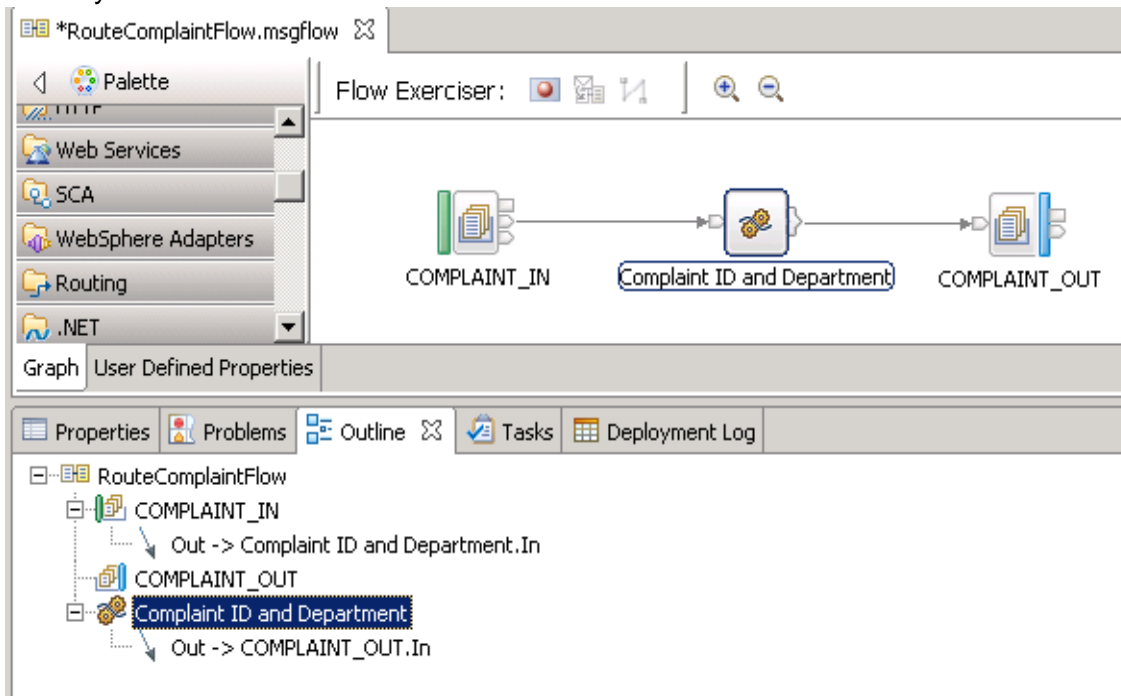 *RouteComplaintFlow.msgflow
Palette
Flow Exerciser:
HTTP
Web Services
SCA
WebSphere Adapters
Routing
.NET
COMPLAINT_IN
Complaint ID and Department
COMPLAINT_OUT
Graph
User Defined Properties
Properties
Problems
Outline
Tasks
Deployment Log
RouteComplaintFlow
COMPLAINT_IN
Out -> Complaint ID and Department.In
COMPLAINT_OUT
Complaint ID and Department
Out -> COMPLAINT_OUT.In